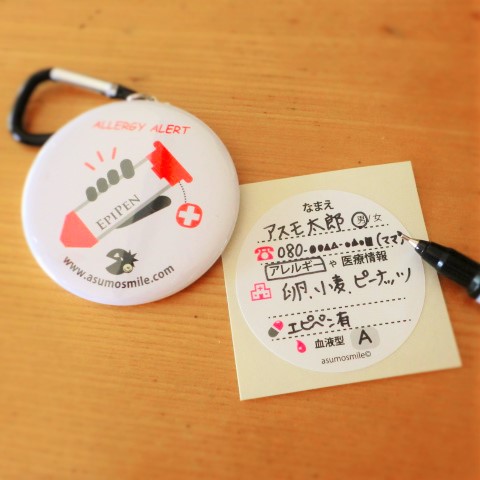 ALLERGY ALERT
EPIPEN
www.asumosmile.com
なまえ
アスモ太郎 男/女
080-●●▲▲-●▲●■(ママ)
アレルギー や 医療情報
卵、小麦、ピーナッツ
エピペン有
血液型 A
asumosmile©